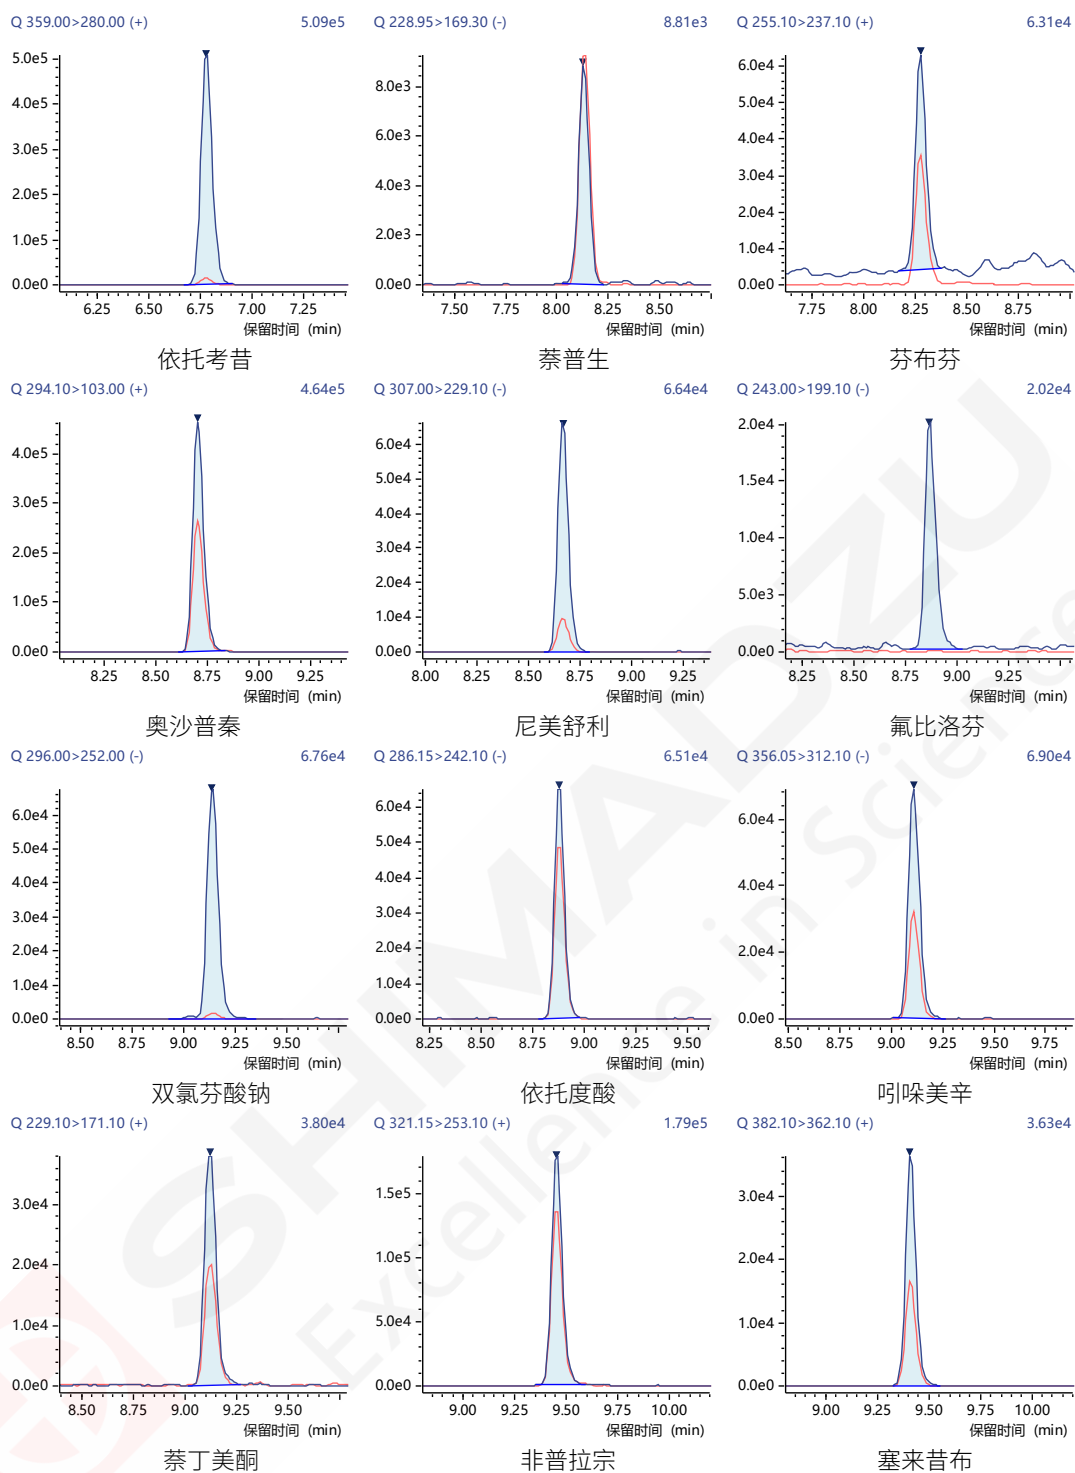 Q 359.00>280.00 (+) 5.09e5
5.0e5
4.0e5
3.0e5
2.0e5
1.0e5
0.0e0
6.25 6.50 6.75 7.00 7.25
保留时间 (min)
依托考昔
Q 228.95>169.30 (-) 8.81e3
8.0e3
6.0e3
4.0e3
2.0e3
0.0e0
7.50 7.75 8.00 8.25 8.50
保留时间 (min)
萘普生
Q 255.10>237.10 (+) 6.31e4
6.0e4
5.0e4
4.0e4
3.0e4
2.0e4
1.0e4
0.0e0
7.75 8.00 8.25 8.50 8.75
保留时间 (min)
芬布芬
Q 294.10>103.00 (+) 4.64e5
4.0e5
3.0e5
2.0e5
1.0e5
0.0e0
8.25 8.50 8.75 9.00 9.25
保留时间 (min)
奥沙普秦
Q 307.00>229.10 (-) 6.64e4
6.0e4
5.0e4
4.0e4
3.0e4
2.0e4
1.0e4
0.0e0
8.00 8.25 8.50 8.75 9.00 9.25
保留时间 (min)
尼美舒利
Q 243.00>199.10 (-) 2.02e4
2.0e4
1.5e4
1.0e4
5.0e3
0.0e0
8.25 8.50 8.75 9.00 9.25
保留时间 (min)
氟比洛芬
Q 296.00>252.00 (-) 6.76e4
6.0e4
5.0e4
4.0e4
3.0e4
2.0e4
1.0e4
0.0e0
8.50 8.75 9.00 9.25 9.50
保留时间 (min)
双氯芬酸钠
Q 286.15>242.10 (-) 6.51e4
6.0e4
5.0e4
4.0e4
3.0e4
2.0e4
1.0e4
0.0e0
8.25 8.50 8.75 9.00 9.25 9.50
保留时间 (min)
依托度酸
Q 356.05>312.10 (-) 6.90e4
6.0e4
4.0e4
2.0e4
0.0e0
8.50 8.75 9.00 9.25 9.50 9.75
保留时间 (min)
吲哚美辛
Q 229.10>171.10 (+) 3.80e4
3.0e4
2.0e4
1.0e4
0.0e0
8.50 8.75 9.00 9.25 9.50
保留时间 (min)
萘丁美酮
Q 321.15>253.10 (+) 1.79e5
1.5e5
1.0e5
5.0e4
0.0e0
9.00 9.25 9.50 9.75 10.00
保留时间 (min)
非普拉宗
Q 382.10>362.10 (+) 3.63e4
3.0e4
2.0e4
1.0e4
0.0e0
9.00 9.25 9.50 9.75 10.00
保留时间 (min)
塞来昔布
SHIMADZU
Excellence in Science